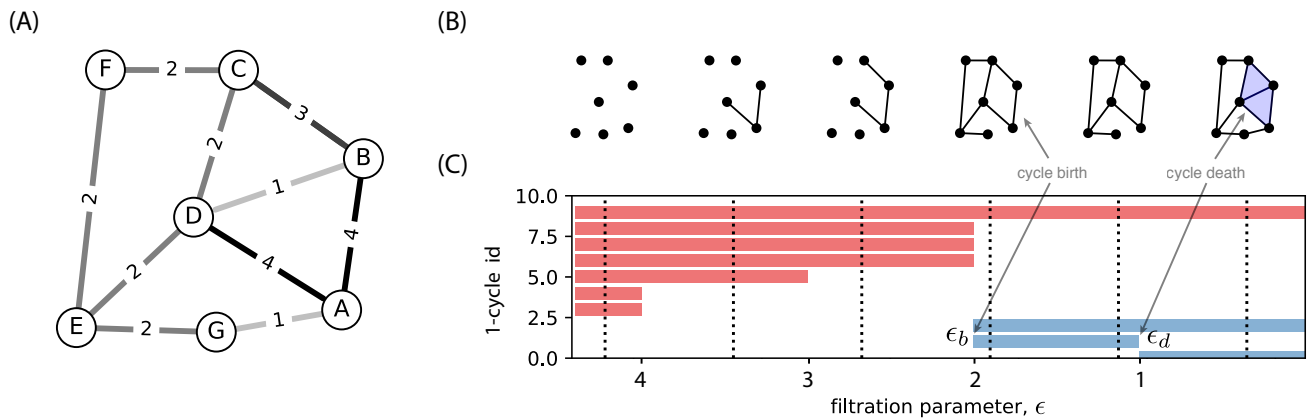 (A)
F
2
C
3
B
2
2
1
D
4
4
2
A
E
2
G
1
(B)
cycle birth
cycle death
(C)
10.0
7.5
5.0
2.5
0.0
1-cycle id
ϵb
ϵd
4
3
2
1
filtration parameter, ϵ